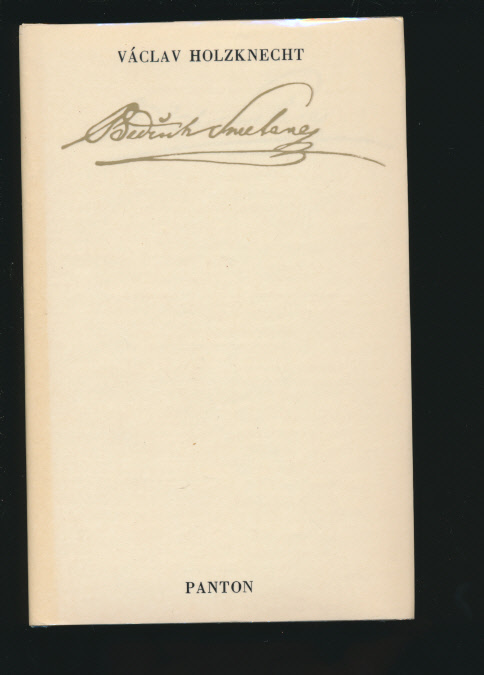 VÁCLAV HOLZKNECHT
Bedřich Smetana
PANTON